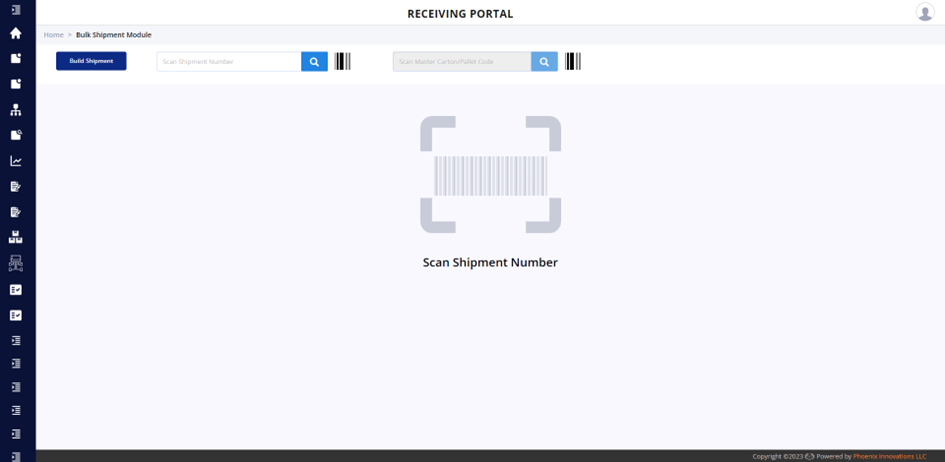 RECEIVING PORTAL
Home > Bulk Shipment Module
Build Shipment
Scan Shipment Number
Scan Master Carton/Pallet Code
Scan Shipment Number
Copyright ©2023 Powered by Phoenix Innovations LLC